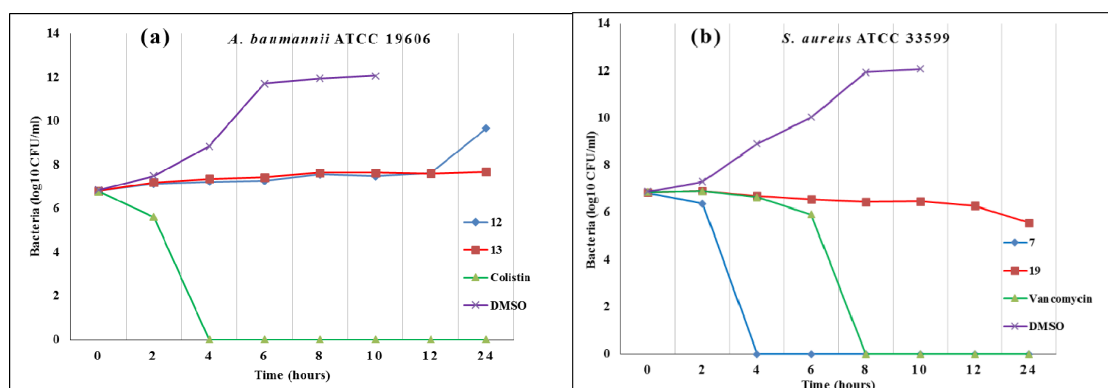 (a)
A. baumannii ATCC 19606
Bacteria (log10 CFU/ml)
14
12
10
8
6
4
2
0
0 2 4 6 8 10 12 24
Time (hours)
12
13
Colistin
DMSO
(b)
S. aureus ATCC 33599
Bacteria (log10 CFU/ml)
14
12
10
8
6
4
2
0
0 2 4 6 8 10 12 24
Time (hours)
7
19
Vancomycin
DMSO